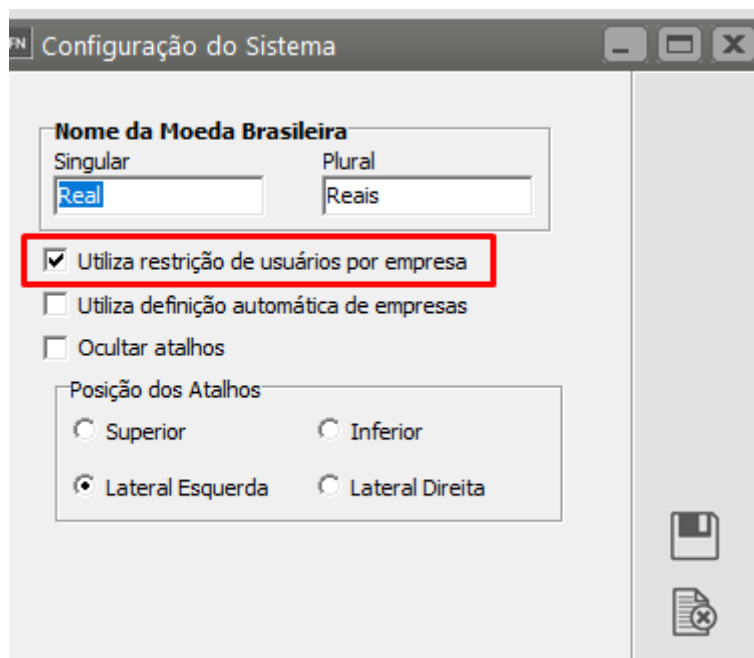 FN Configuração do Sistema
Nome da Moeda Brasileira
Singular Plural
Real Reais
Utiliza restrição de usuários por empresa
Utiliza definição automática de empresas
Ocultar atalhos
Posição dos Atalhos
Superior Inferior
Lateral Esquerda Lateral Direita